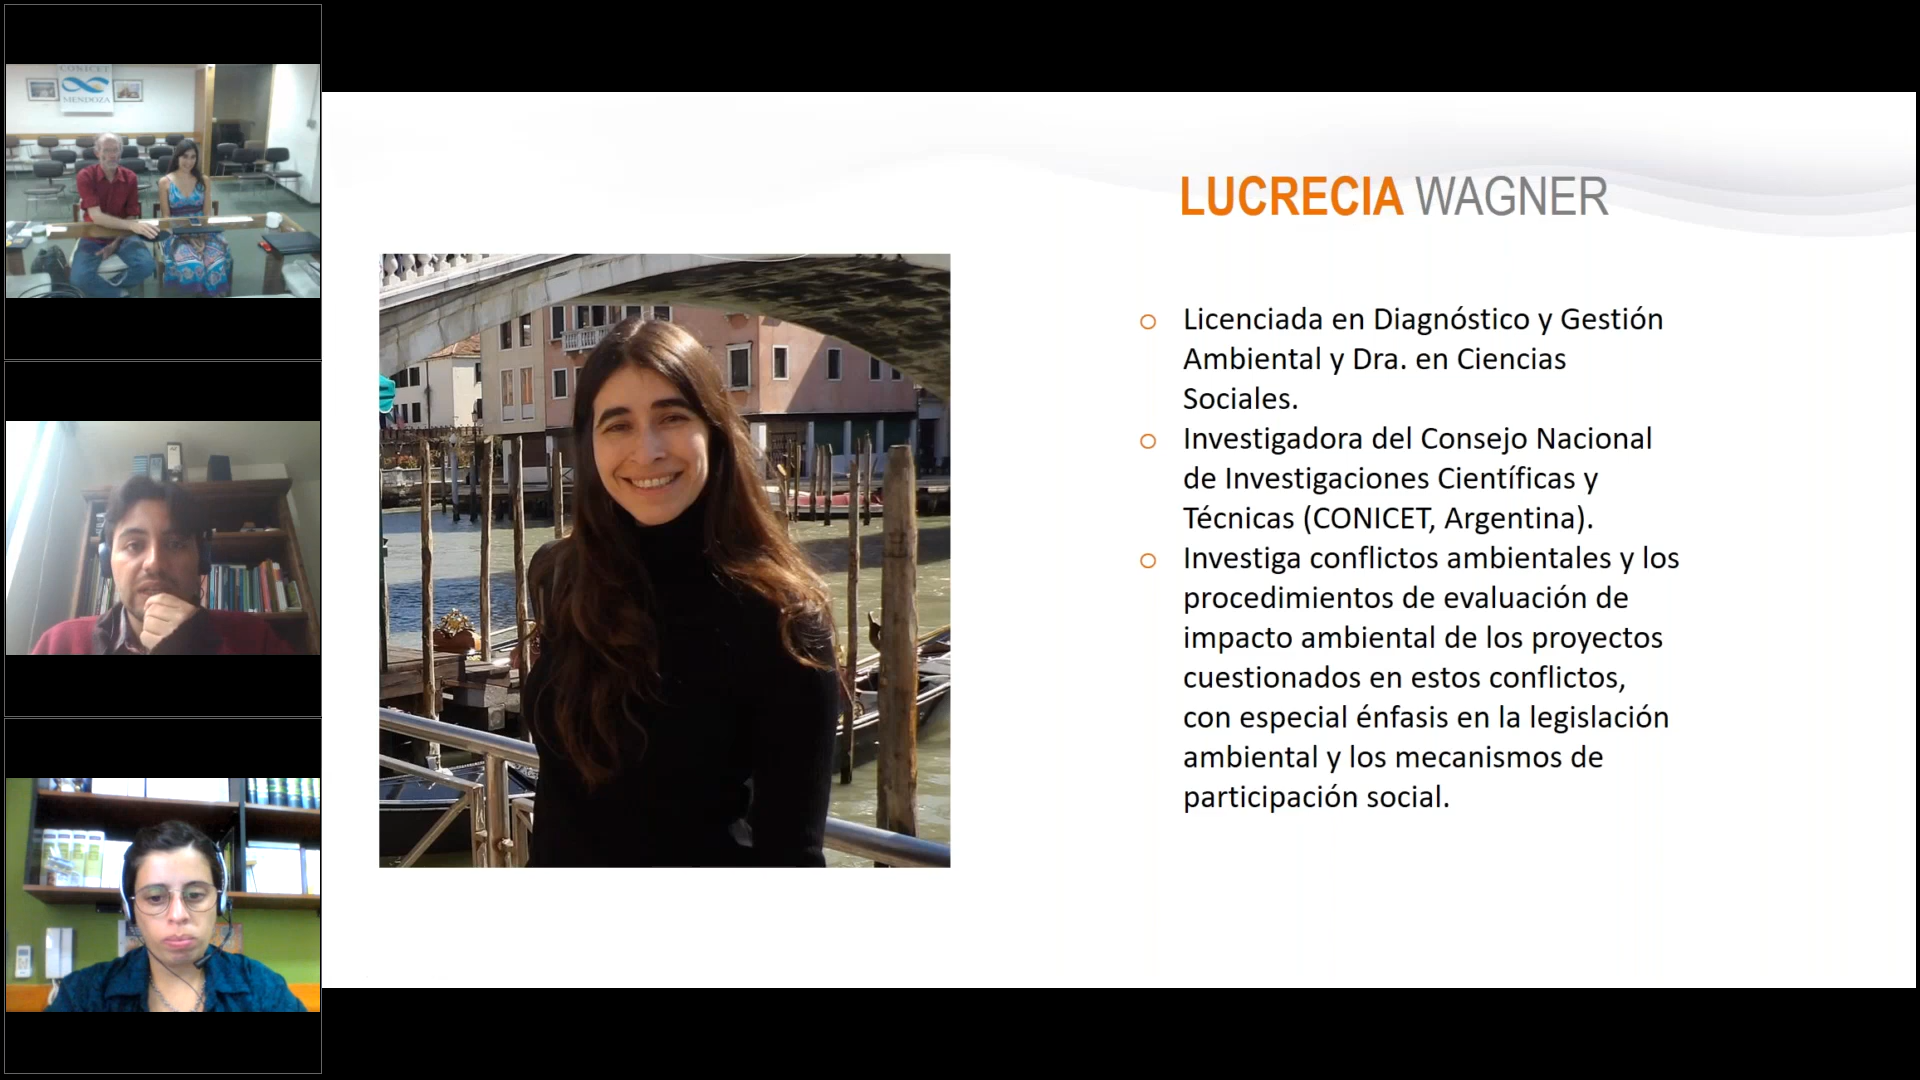 CONICET
MENDOZA
LUCRECIA WAGNER
Licenciada en Diagnóstico y Gestión
Ambiental y Dra. en Ciencias
Sociales.
Investigadora del Consejo Nacional
de Investigaciones Científicas y
Técnicas (CONICET, Argentina).
Investiga conflictos ambientales y los
procedimientos de evaluación de
impacto ambiental de los proyectos
cuestionados en estos conflictos,
con especial énfasis en la legislación
ambiental y los mecanismos de
participación social.